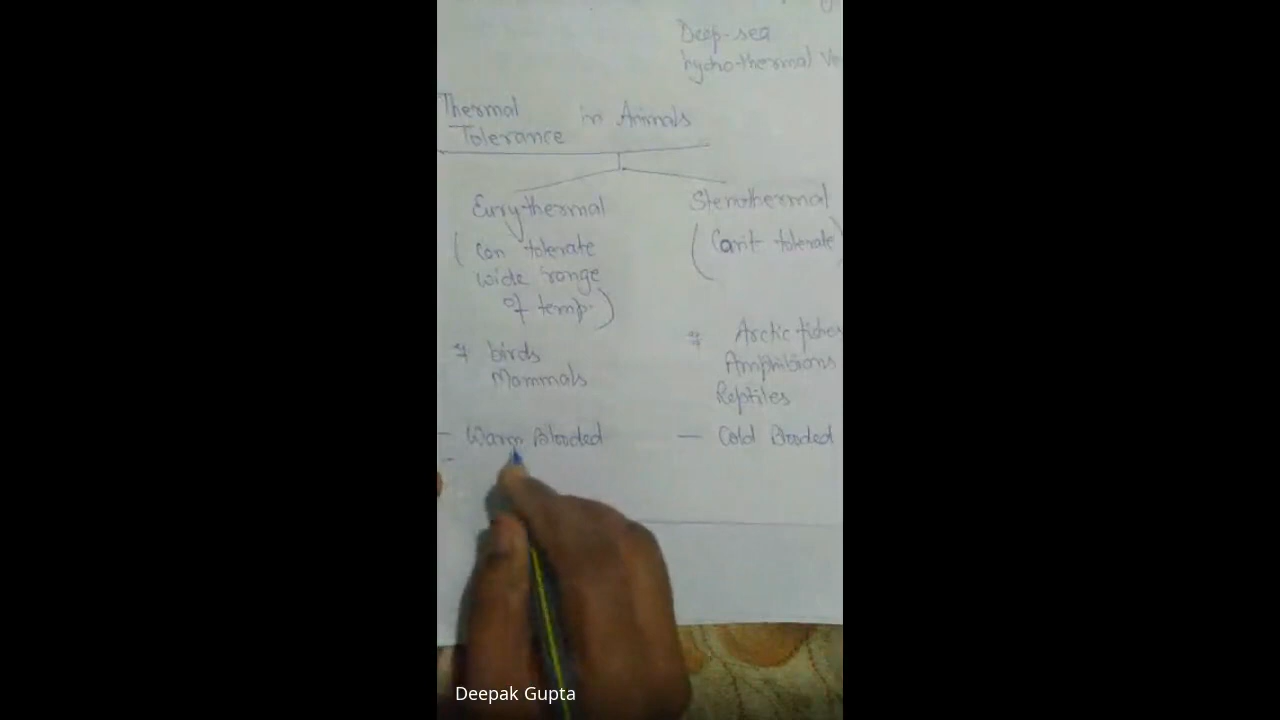 Deep-sea
hydro-thermal Ve
Thermal Tolerance in Animals
Eurythermal
(Can tolerate
wide range
of temp.)
birds
Mammals
- Warm Blooded
-
Stenothermal
(Can't tolerate)
Arctic fishes
Amphibians
Reptiles
- Cold Blooded
Deepak Gupta